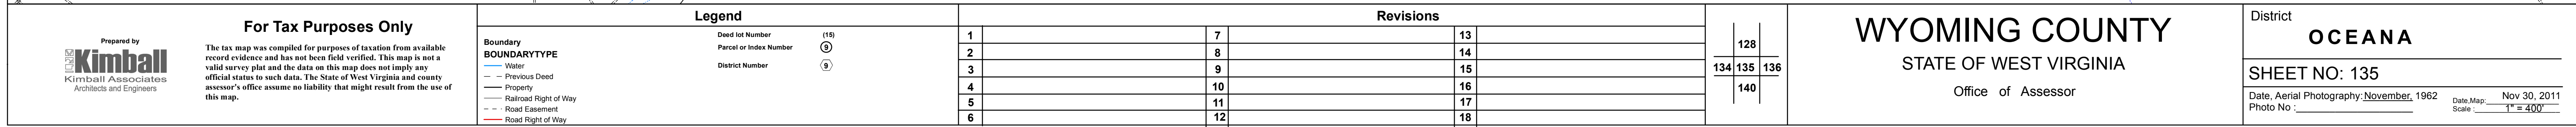 Prepared by
Kimball
Kimball Associates
Architects and Engineers
For Tax Purposes Only
The tax map was compiled for purposes of taxation from available
record evidence and has not been field verified. This map is not a
valid survey plat and the data on this map does not imply any
official status to such data. The State of West Virginia and county
assessor's office assume no liability that might result from the use of
this map.
Legend
Boundary
BOUNDARYTYPE
Water
Previous Deed
Property
Railroad Right of Way
Road Easement
Road Right of Way
Deed lot Number (15)
Parcel or Index Number 9
District Number 9
Revisions
1 7 13
2 8 14
3 9 15
4 10 16
5 11 17
6 12 18
128
134 135 136
140
WYOMING COUNTY
STATE OF WEST VIRGINIA
Office of Assessor
District
OCEANA
SHEET NO: 135
Date, Aerial Photography: November, 1962
Photo No :
Date,Map: Nov 30, 2011
Scale : 1" = 400'